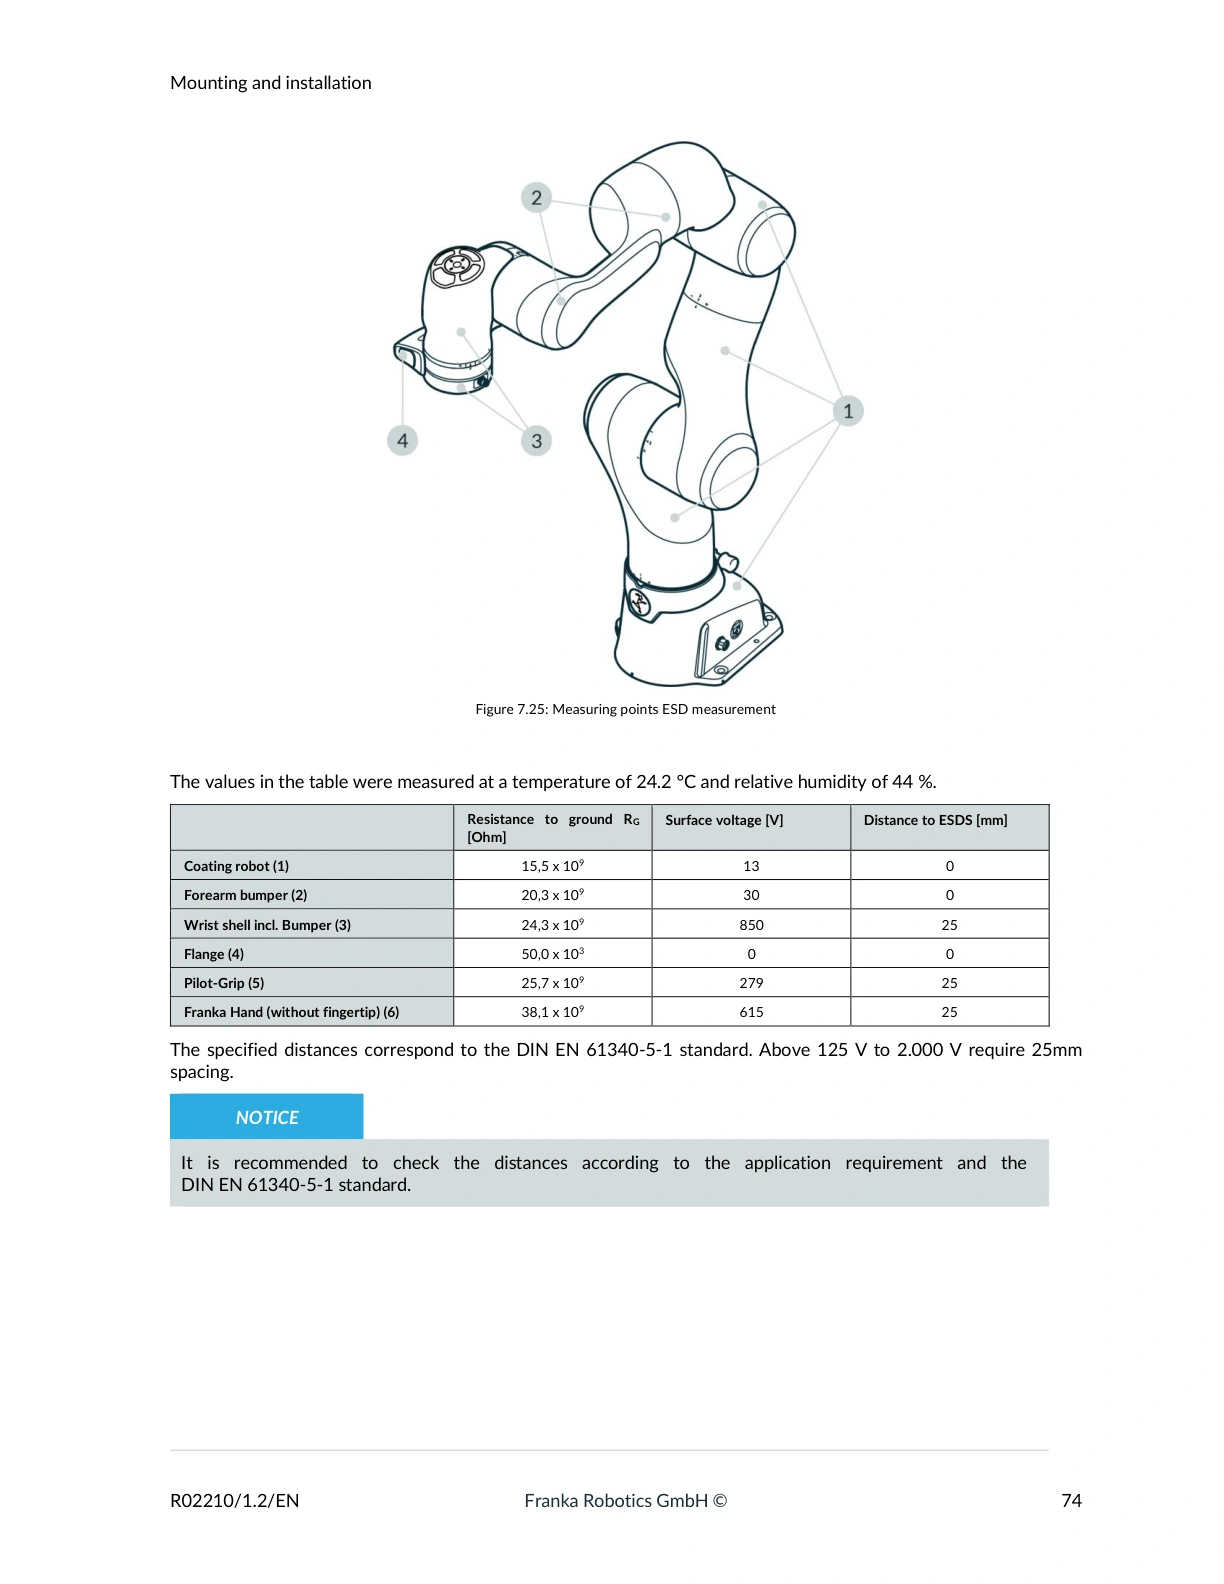 Mounting and installation
2
1
4
3
Figure 7.25: Measuring points ESD measurement
The values in the table were measured at a temperature of 24.2 °C and relative humidity of 44 %.
Resistance to ground RG [Ohm] Surface voltage [V] Distance to ESDS [mm]
Coating robot (1) 15,5 x 10⁹ 13 0
Forearm bumper (2) 20,3 x 10⁹ 30 0
Wrist shell incl. Bumper (3) 24,3 x 10⁹ 850 25
Flange (4) 50,0 x 10³ 0 0
Pilot-Grip (5) 25,7 x 10⁹ 279 25
Franka Hand (without fingertip) (6) 38,1 x 10⁹ 615 25
The specified distances correspond to the DIN EN 61340-5-1 standard. Above 125 V to 2.000 V require 25mm
spacing.
NOTICE
It is recommended to check the distances according to the application requirement and the
DIN EN 61340-5-1 standard.
R02210/1.2/EN Franka Robotics GmbH © 74